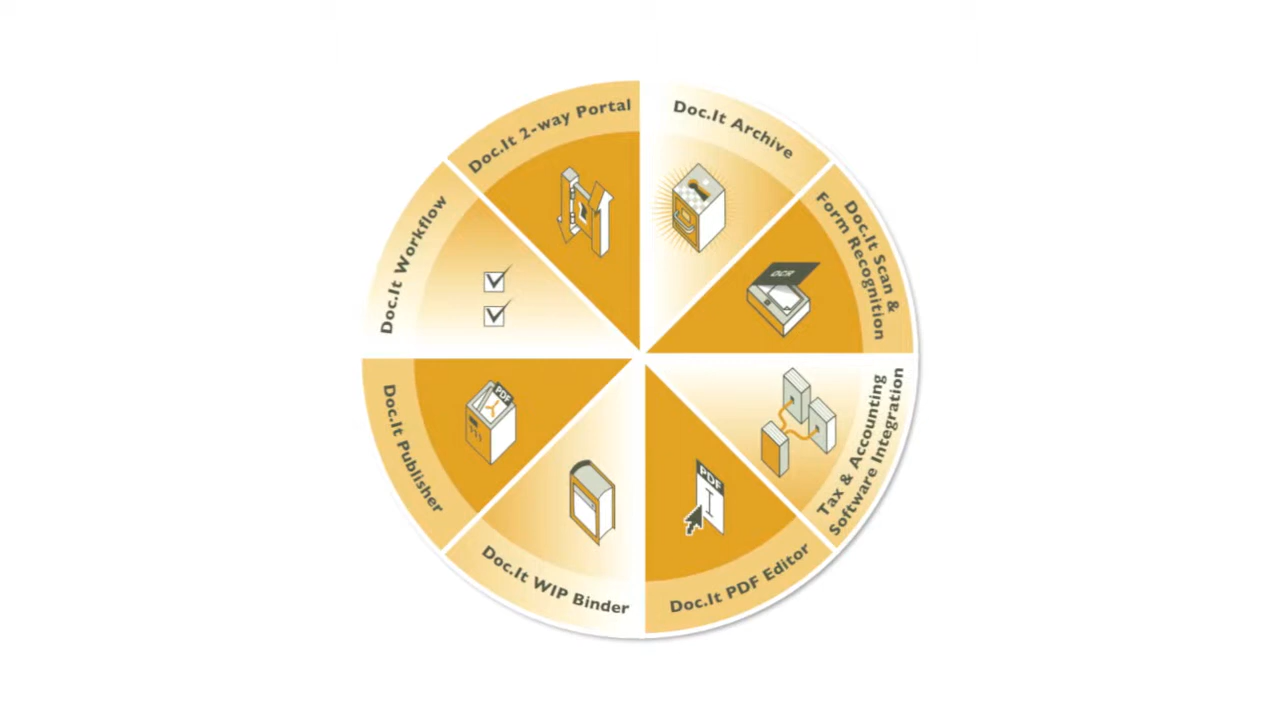 Doc.It 2-way Portal
Doc.It Archive
Doc.It Scan &
Form Recognition
OCR
Tax & Accounting
Software Integration
PDF
Doc.It PDF Editor
Doc.It WIP Binder
PDF
Doc.It Publisher
Doc.It Workflow